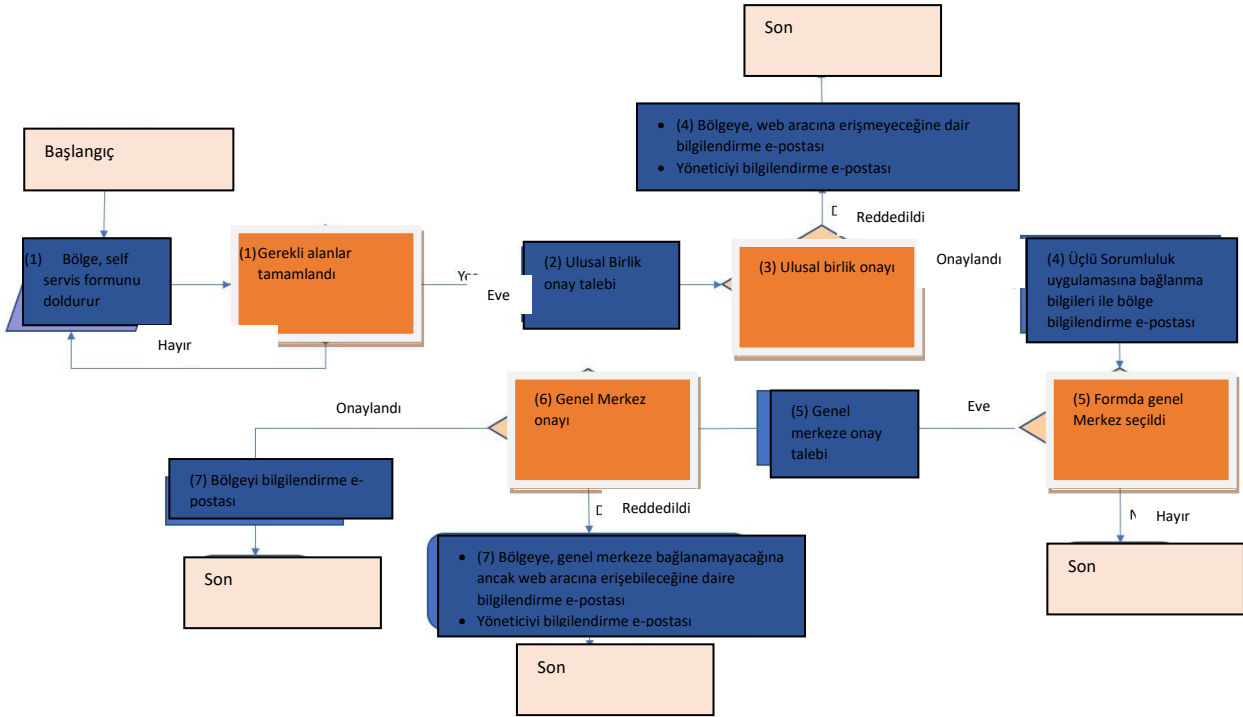 Son
• (4) Bölgeye, web aracına erişmeyeceğine dair
bilgilendirme e-postası
• Yöneticiyi bilgilendirme e-postası
Başlangıç
Reddedildi
(1) Bölge, self
servis formunu
doldurur
(1) Gerekli alanlar
tamamlandı
Eve
(2) Ulusal Birlik
onay talebi
(3) Ulusal birlik onayı
Onaylandı
(4) Üçlü Sorumluluk
uygulamasına bağlanma
bilgileri ile bölge
bilgilendirme e-postası
Hayır
Onaylandı
(6) Genel Merkez
onayı
(5) Genel
merkeze onay
talebi
Eve
(5) Formda genel
Merkez seçildi
(7) Bölgeyi bilgilendirme e-
postası
Reddedildi
Hayır
Son
• (7) Bölgeye, genel merkeze bağlanamayacağına
ancak web aracına erişebileceğine daire
bilgilendirme e-postası
• Yöneticiyi bilgilendirme e-postası
Son
Son